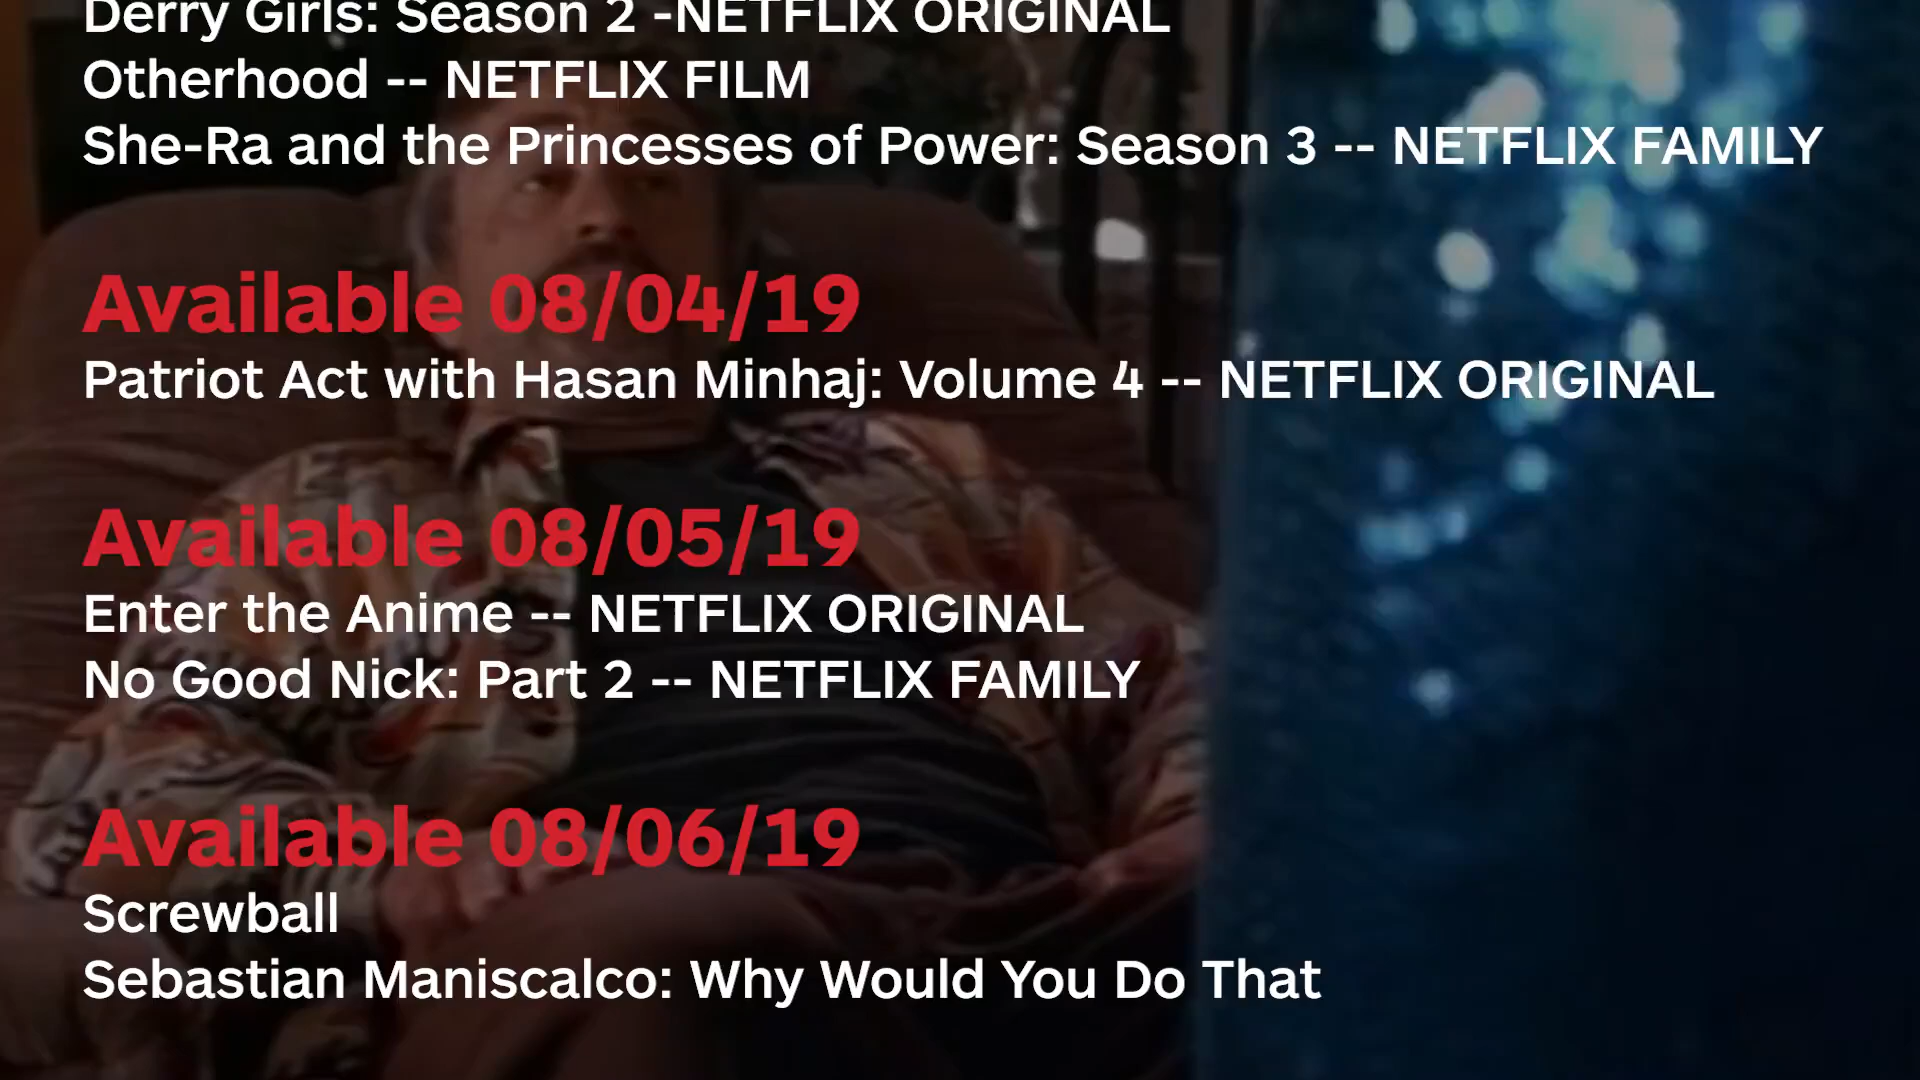 Derry Girls: Season 2 -NETFLIX ORIGINAL
Otherhood -- NETFLIX FILM
She-Ra and the Princesses of Power: Season 3 -- NETFLIX FAMILY
Available 08/04/19
Patriot Act with Hasan Minhaj: Volume 4 -- NETFLIX ORIGINAL
Available 08/05/19
Enter the Anime -- NETFLIX ORIGINAL
No Good Nick: Part 2 -- NETFLIX FAMILY
Available 08/06/19
Screwball
Sebastian Maniscalco: Why Would You Do That